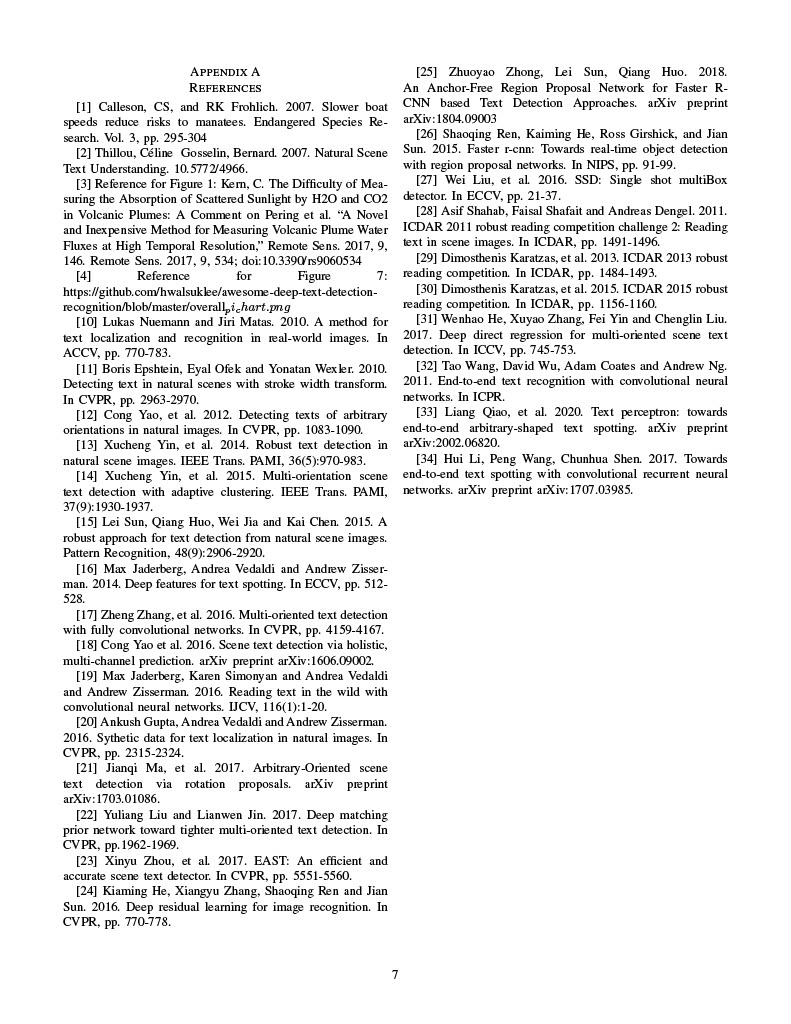 APPENDIX A
REFERENCES
[1] Calleson, CS, and RK Frohlich. 2007. Slower boat
speeds reduce risks to manatees. Endangered Species Re-
search. Vol. 3, pp. 295-304
[2] Thillou, Céline Gosselin, Bernard. 2007. Natural Scene
Text Understanding. 10.5772/4966.
[3] Reference for Figure 1: Kern, C. The Difficulty of Mea-
suring the Absorption of Scattered Sunlight by H2O and CO2
in Volcanic Plumes: A Comment on Pering et al. “A Novel
and Inexpensive Method for Measuring Volcanic Plume Water
Fluxes at High Temporal Resolution,” Remote Sens. 2017, 9,
146. Remote Sens. 2017, 9, 534; doi:10.3390/rs9060534
[4] Reference for Figure 7:
https://github.com/hwalsuklee/awesome-deep-text-detection-
recognition/blob/master/overall_pi_chart.png
[10] Lukas Nuemann and Jiri Matas. 2010. A method for
text localization and recognition in real-world images. In
ACCV, pp. 770-783.
[11] Boris Epshtein, Eyal Ofek and Yonatan Wexler. 2010.
Detecting text in natural scenes with stroke width transform.
In CVPR, pp. 2963-2970.
[12] Cong Yao, et al. 2012. Detecting texts of arbitrary
orientations in natural images. In CVPR, pp. 1083-1090.
[13] Xucheng Yin, et al. 2014. Robust text detection in
natural scene images. IEEE Trans. PAMI, 36(5):970-983.
[14] Xucheng Yin, et al. 2015. Multi-orientation scene
text detection with adaptive clustering. IEEE Trans. PAMI,
37(9):1930-1937.
[15] Lei Sun, Qiang Huo, Wei Jia and Kai Chen. 2015. A
robust approach for text detection from natural scene images.
Pattern Recognition, 48(9):2906-2920.
[16] Max Jaderberg, Andrea Vedaldi and Andrew Zisser-
man. 2014. Deep features for text spotting. In ECCV, pp. 512-
528.
[17] Zheng Zhang, et al. 2016. Multi-oriented text detection
with fully convolutional networks. In CVPR, pp. 4159-4167.
[18] Cong Yao et al. 2016. Scene text detection via holistic,
multi-channel prediction. arXiv preprint arXiv:1606.09002.
[19] Max Jaderberg, Karen Simonyan and Andrea Vedaldi
and Andrew Zisserman. 2016. Reading text in the wild with
convolutional neural networks. IJCV, 116(1):1-20.
[20] Ankush Gupta, Andrea Vedaldi and Andrew Zisserman.
2016. Sythetic data for text localization in natural images. In
CVPR, pp. 2315-2324.
[21] Jianqi Ma, et al. 2017. Arbitrary-Oriented scene
text detection via rotation proposals. arXiv preprint
arXiv:1703.01086.
[22] Yuliang Liu and Lianwen Jin. 2017. Deep matching
prior network toward tighter multi-oriented text detection. In
CVPR, pp.1962-1969.
[23] Xinyu Zhou, et al. 2017. EAST: An efficient and
accurate scene text detector. In CVPR, pp. 5551-5560.
[24] Kiaming He, Xiangyu Zhang, Shaoqing Ren and Jian
Sun. 2016. Deep residual learning for image recognition. In
CVPR, pp. 770-778.
[25] Zhuoyao Zhong, Lei Sun, Qiang Huo. 2018.
An Anchor-Free Region Proposal Network for Faster R-
CNN based Text Detection Approaches. arXiv preprint
arXiv:1804.09003
[26] Shaoqing Ren, Kaiming He, Ross Girshick, and Jian
Sun. 2015. Faster r-cnn: Towards real-time object detection
with region proposal networks. In NIPS, pp. 91-99.
[27] Wei Liu, et al. 2016. SSD: Single shot multiBox
detector. In ECCV, pp. 21-37.
[28] Asif Shahab, Faisal Shafait and Andreas Dengel. 2011.
ICDAR 2011 robust reading competition challenge 2: Reading
text in scene images. In ICDAR, pp. 1491-1496.
[29] Dimosthenis Karatzas, et al. 2013. ICDAR 2013 robust
reading competition. In ICDAR, pp. 1484-1493.
[30] Dimosthenis Karatzas, et al. 2015. ICDAR 2015 robust
reading competition. In ICDAR, pp. 1156-1160.
[31] Wenhao He, Xuyao Zhang, Fei Yin and Chenglin Liu.
2017. Deep direct regression for multi-oriented scene text
detection. In ICCV, pp. 745-753.
[32] Tao Wang, David Wu, Adam Coates and Andrew Ng.
2011. End-to-end text recognition with convolutional neural
networks. In ICPR.
[33] Liang Qiao, et al. 2020. Text perceptron: towards
end-to-end arbitrary-shaped text spotting. arXiv preprint
arXiv:2002.06820.
[34] Hui Li, Peng Wang, Chunhua Shen. 2017. Towards
end-to-end text spotting with convolutional recurrent neural
networks. arXiv preprint arXiv:1707.03985.
7